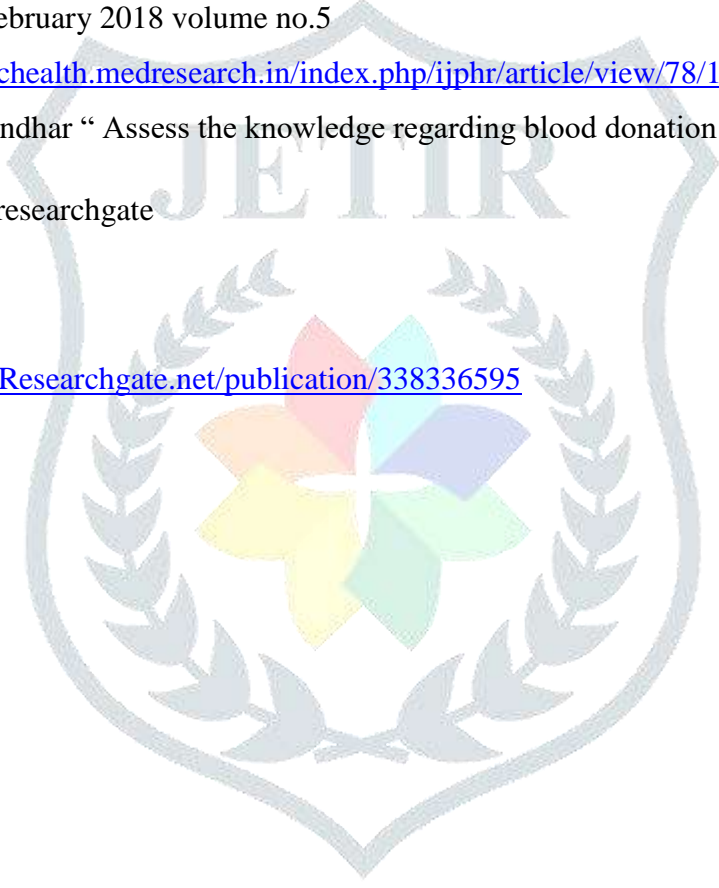 ebruary 2018 volume no.5
chealth.medresearch.in/index.php/ijphr/article/view/78/1
ndhar “ Assess the knowledge regarding blood donation
JETIR
researchgate
Researchgate.net/publication/338336595